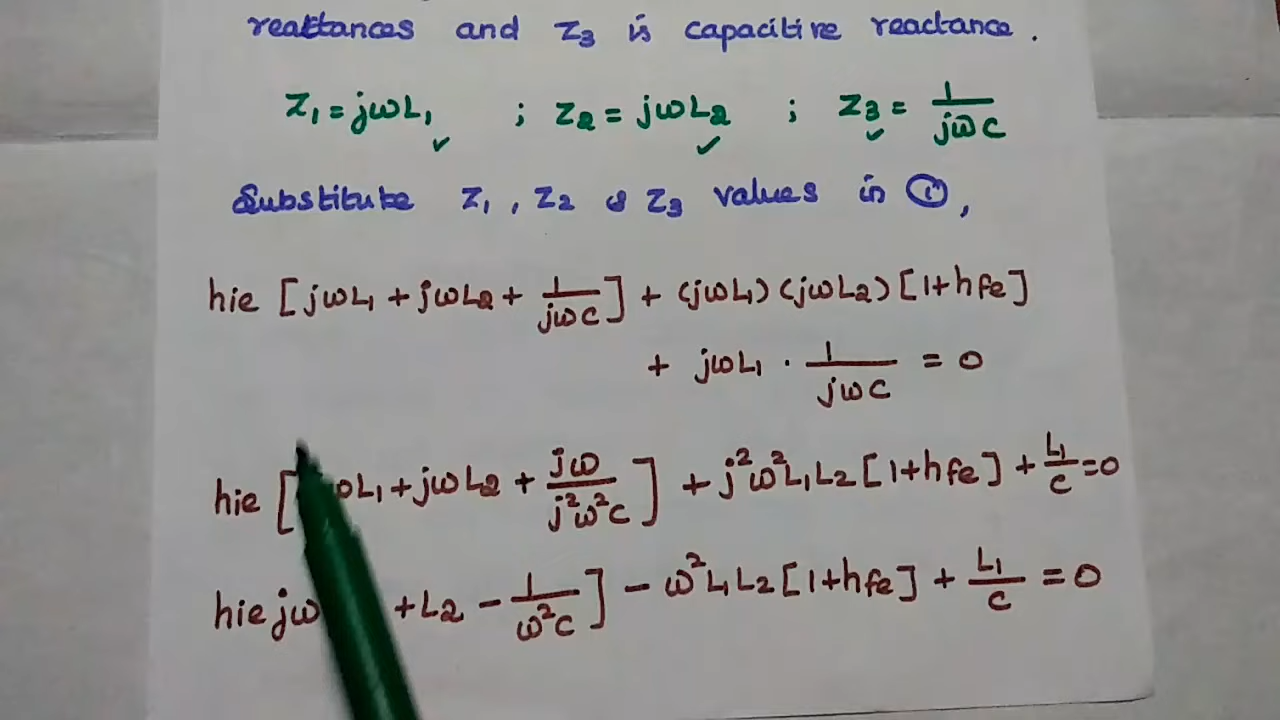 reactances and Z₃ is capacitive reactance.
Z₁ = jωL₁ ; Z₂ = jωL₂ ; Z₃ = 1/jωC
Substitute Z₁, Z₂ & Z₃ values in ①,
hie [jωL₁ + jωL₂ + 1/jωC] + (jωL₁)(jωL₂)[1+hfe]
+ jωL₁ · 1/jωC = 0
hie [ ωL₁ + jωL₂ + jω/j²ω²C] + j²ω²L₁L₂[1+hfe] + L₁/C = 0
hie jω +L₂ - 1/ω²C] - ω²L₁L₂[1+hfe] + L₁/C = 0